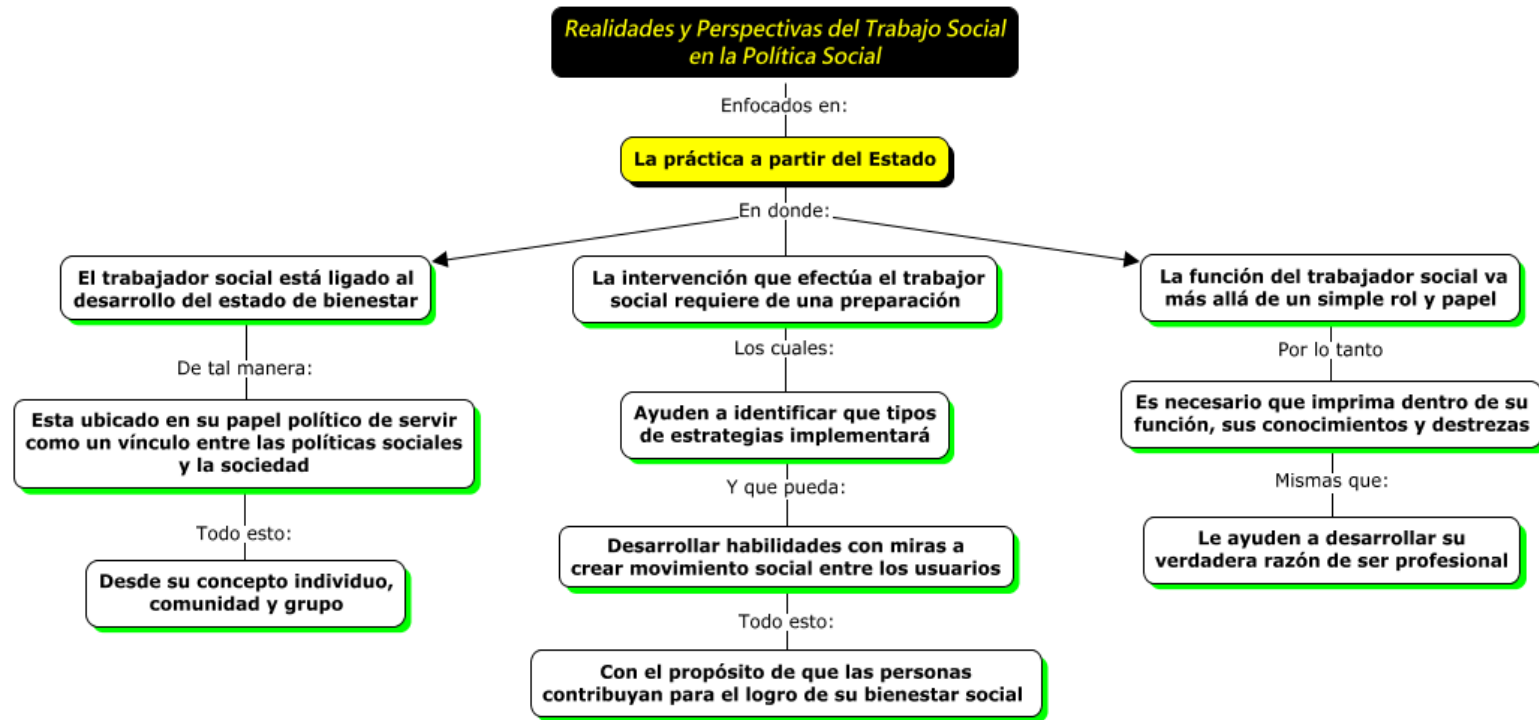 Realidades y Perspectivas del Trabajo Social
en la Política Social
Enfocados en:
La práctica a partir del Estado
En donde:
El trabajador social está ligado al
desarrollo del estado de bienestar
De tal manera:
Esta ubicado en su papel político de servir
como un vínculo entre las políticas sociales
y la sociedad
Todo esto:
Desde su concepto individuo,
comunidad y grupo
La intervención que efectúa el trabajor
social requiere de una preparación
Los cuales:
Ayuden a identificar que tipos
de estrategias implementará
Y que pueda:
Desarrollar habilidades con miras a
crear movimiento social entre los usuarios
Todo esto:
Con el propósito de que las personas
contribuyan para el logro de su bienestar social
La función del trabajador social va
más allá de un simple rol y papel
Por lo tanto
Es necesario que imprima dentro de su
función, sus conocimientos y destrezas
Mismas que:
Le ayuden a desarrollar su
verdadera razón de ser profesional